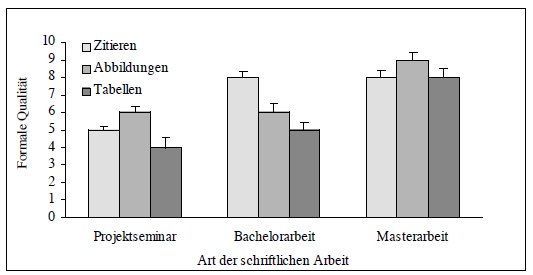 Formale Qualität
10
9
8
7
6
5
4
3
2
1
0
Zitieren
Abbildungen
Tabellen
Projektseminar
Bachelorarbeit
Masterarbeit
Art der schriftlichen Arbeit